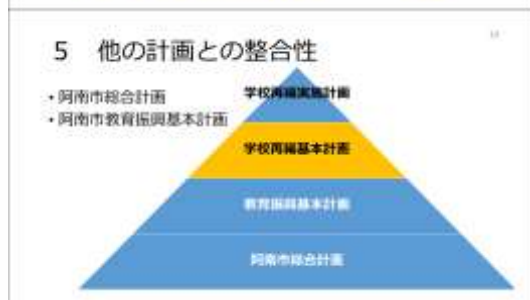 5 他の計画との整合性
・阿南市総合計画
・阿南市教育振興基本計画
学校再編実施計画
学校再編基本計画
教育振興基本計画
阿南市総合計画